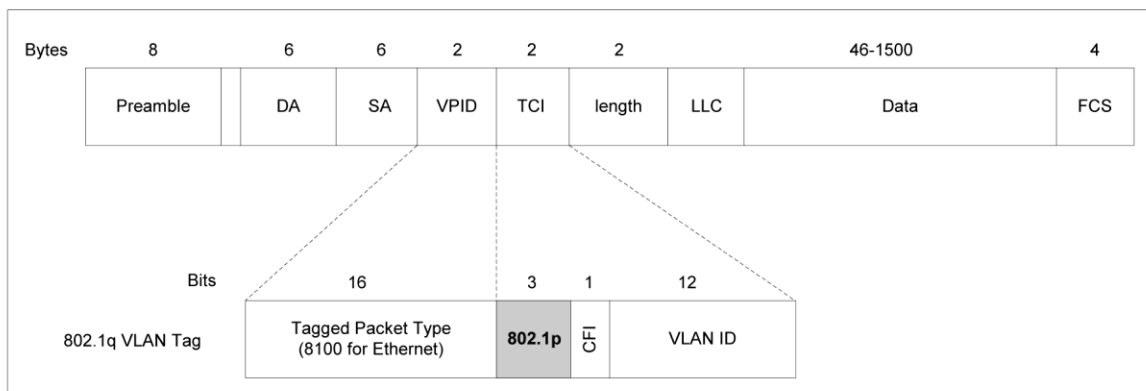 Bytes 8 6 6 2 2 2 46-1500 4
Preamble DA SA VPID TCI length LLC Data FCS
Bits 16 3 1 12
802.1q VLAN Tag
Tagged Packet Type
(8100 for Ethernet)
802.1p
CFI
VLAN ID